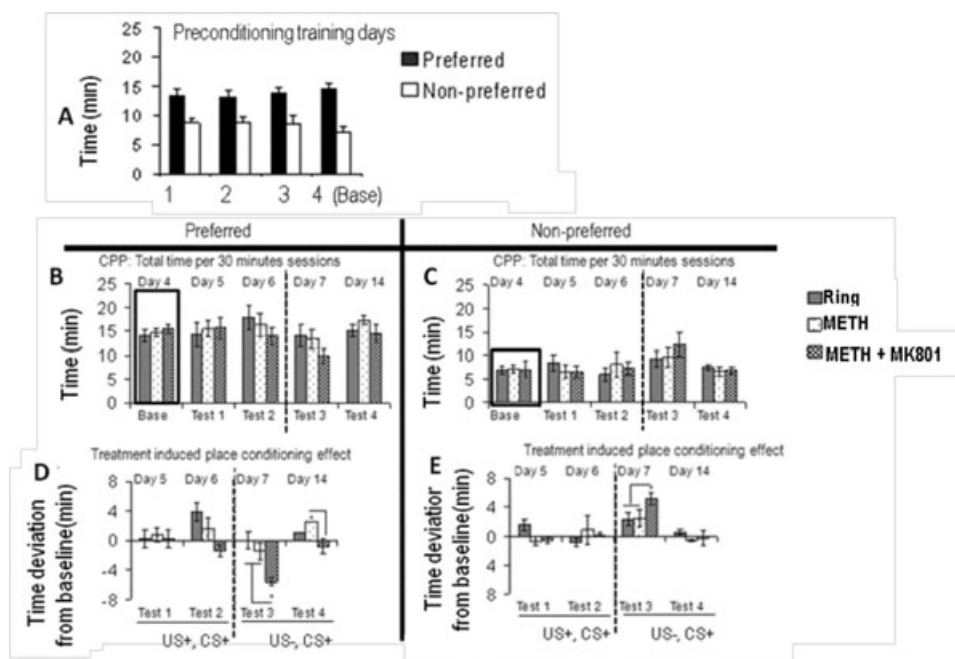 Preconditioning training days
A
Time (min)
25
20
15
10
5
0
Preferred
Non-preferred
1 2 3 4 (Base)
Preferred
Non-preferred
B
CPP: Total time per 30 minutes sessions
Day 4 Day 5 Day 6 Day 7 Day 14
Time (min)
25
20
15
10
5
0
Base Test 1 Test 2 Test 3 Test 4
C
CPP: Total time per 30 minutes sessions
Day 4 Day 5 Day 6 Day 7 Day 14
Time (min)
25
20
15
10
5
0
Base Test 1 Test 2 Test 3 Test 4
Ring
METH
METH + MK801
D
Treatment induced place conditioning effect
Day 5 Day 6 Day 7 Day 14
Time deviation
from baseline(min)
8
4
0
-4
-8
*
*
Test 1 Test 2 Test 3 Test 4
US+, CS+ US-, CS+
E
Treatment induced place conditioning effect
Day 5 Day 6 Day 7 Day 14
Time deviatior
from baseline(min)
8
4
0
4
8
*
Test 1 Test 2 Test 3 Test 4
US+, CS+ US-, CS+